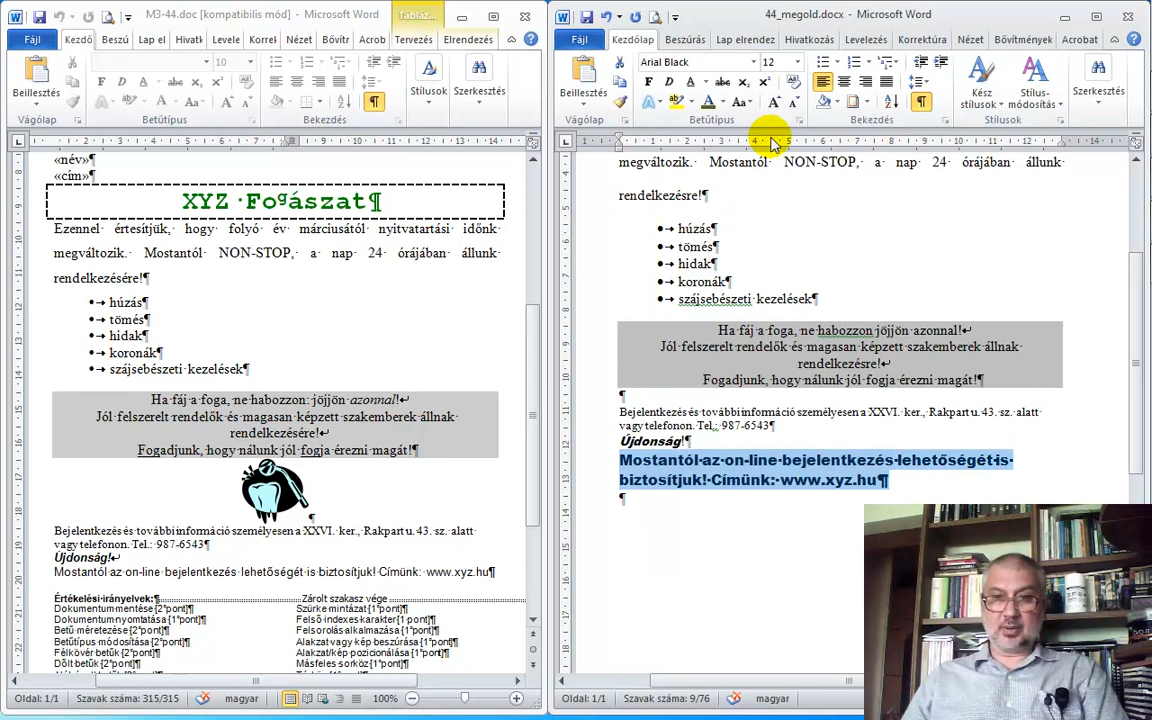 M3-44.doc [kompatibilis mód] - Microsoft Word
Tábláz...
Fájl
Kezdő
Beszú
Lap el
Hivatk
Levele
Korrel
Nézet
Bővítr
Acrob
Tervezés
Elrendezés
10
Beillesztés
Vágólap
Betűtípus
Bekezdés
Stílusok
Szerkesztés
«név»¶
«cím»¶
XYZ·Fogászat¶
Ezennel értesítjük, hogy folyó év márciusától nyitvatartási időnk
megváltozik. Mostantól NON-STOP, a nap 24 órájában állunk
rendelkezésére!¶
•→ húzás¶
•→ tömés¶
•→ hidak¶
•→ koronák¶
•→ szájsebészeti kezelések¶
Ha·fáj·a·foga,·ne·habozzon:·jöjjön·azonnal!↵
Jól·felszerelt·rendelők·és·magasan·képzett·szakemberek·állnak·
rendelkezésére!↵
Fogadjunk,·hogy·nálunk·jól·fogja·érezni·magát!¶
¶
Bejelentkezés·és·további·információ·személyesen·a·XXVI.·ker.,·Rakpart·u.·43.·sz.·alatt·
vagy·telefonon.·Tel.:·987-6543¶
Újdonság!↵
Mostantól·az·on-line·bejelentkezés·lehetőségét·is·biztosítjuk!·Címünk:·www.xyz.hu¶
Értékelési·irányelvek:¶
Zárolt szakasz
Dokumentum·mentése·{2°pont}¶
Szürke·mintázat·{1°pont}¶
Dokumentum·nyomtatása·{1°pont}¶
Felső·indexes·karakter·{1 pont}¶
Betű·méretezése·{2°pont}¶
Felsorolás·alkalmazása·{1°pont}¶
Betűtípus·módosítása·{2°pont}¶
Alakzat·vagy·kép·beszúrása·{1°pont}¶
Félkövér·betűk·{2°pont}¶
Alakzat/kép·pozicionálása·{1°pont}¶
Dőlt·betűk·{2°pont}¶
Másfeles·sorköz·{1°pont}¶
Oldal: 1/1
Szavak száma: 315/315
magyar
100%
44_megold.docx - Microsoft Word
Fájl
Kezdőlap
Beszúrás
Lap elrendez
Hivatkozás
Levelezés
Korrektúra
Nézet
Bővítmények
Acrobat
Arial Black
12
Beillesztés
Kész stílusok
Stílus-módosítás
Szerkesztés
Vágólap
Betűtípus
Bekezdés
Stílusok
megváltozik.· Mostantól· NON-STOP,· a· nap· 24· órájában· állunk·
rendelkezésre!¶
•→ húzás¶
•→ tömés¶
•→ hidak¶
•→ koronák¶
•→ szájsebészeti·kezelések¶
Ha·fáj·a·foga,·ne·habozzon·jöjjön·azonnal!↵
Jól·felszerelt·rendelők·és·magasan·képzett·szakemberek·állnak·
rendelkezésre!↵
Fogadjunk,·hogy·nálunk·jól·fogja·érezni·magát!¶
¶
Bejelentkezés·és·további·információ·személyesen·a·XXVI.·ker.,·Rakpart·u.·43.·sz.·alatt·
vagy·telefonon.·Tel,:·987-6543¶
Újdonság!¶
Mostantól·az·on-line·bejelentkezés·lehetőségét·is·
biztosítjuk!·Címünk:·www.xyz.hu¶
¶
Oldal: 1/1
Szavak száma: 9/76
magyar